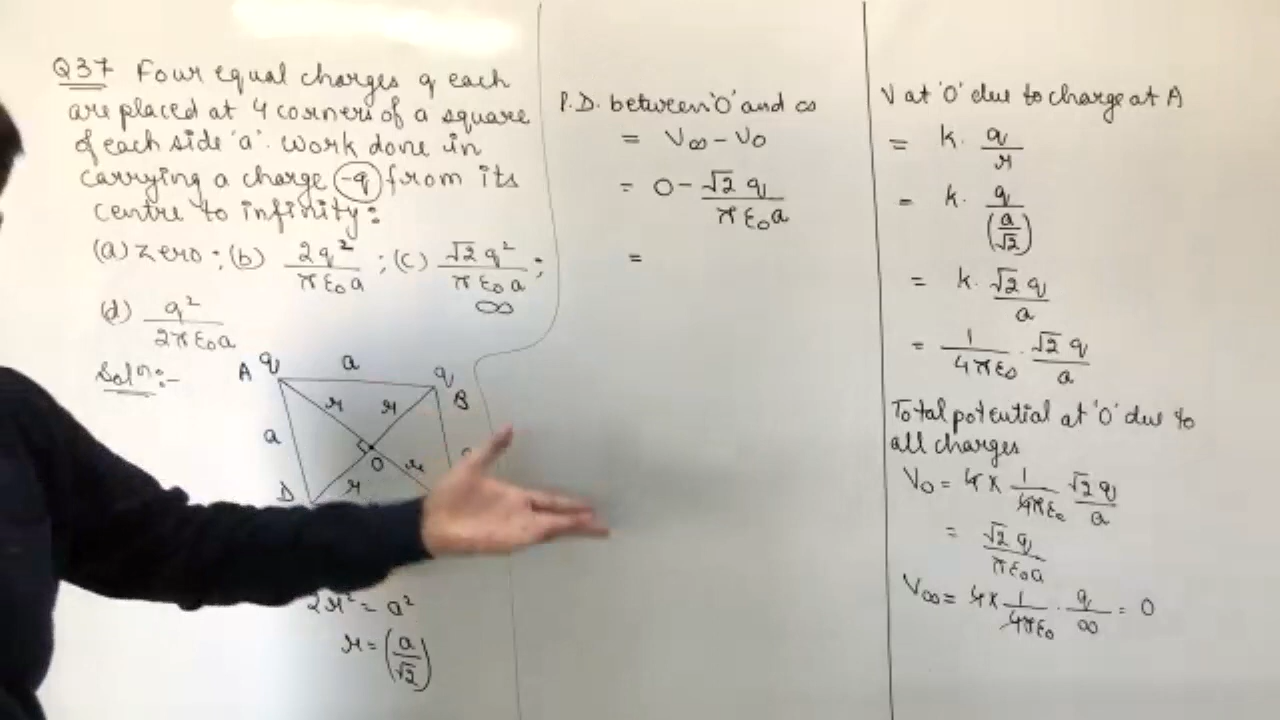 Q37 Four equal charges q each
are placed at 4 corners of a square
of each side 'a'. Work done in
carrying a charge -q from its
centre to infinity:
(a) zero; (b) 2q²/πε₀a ; (c) √2q²/πε₀a ;
∞
(d) q²/2πε₀a
Soln:-
A q a q B
r r
a
O r
D r
2r² = a²
r = (a/√2)
P.D. between 'O' and ∞
= V∞ - V₀
= 0 - √2 q/πε₀a
=
V at 'O' due to charge at A
= k. q/r
= k. q/(a/√2)
= k. √2 q/a
= 1/4πε₀ . √2 q/a
Total potential at 'O' due to
all charges
V₀ = 4 x 1/4πε₀ √2 q/a
= √2 q/πε₀a
V∞ = 4 x 1/4πε₀ . q/∞ = 0